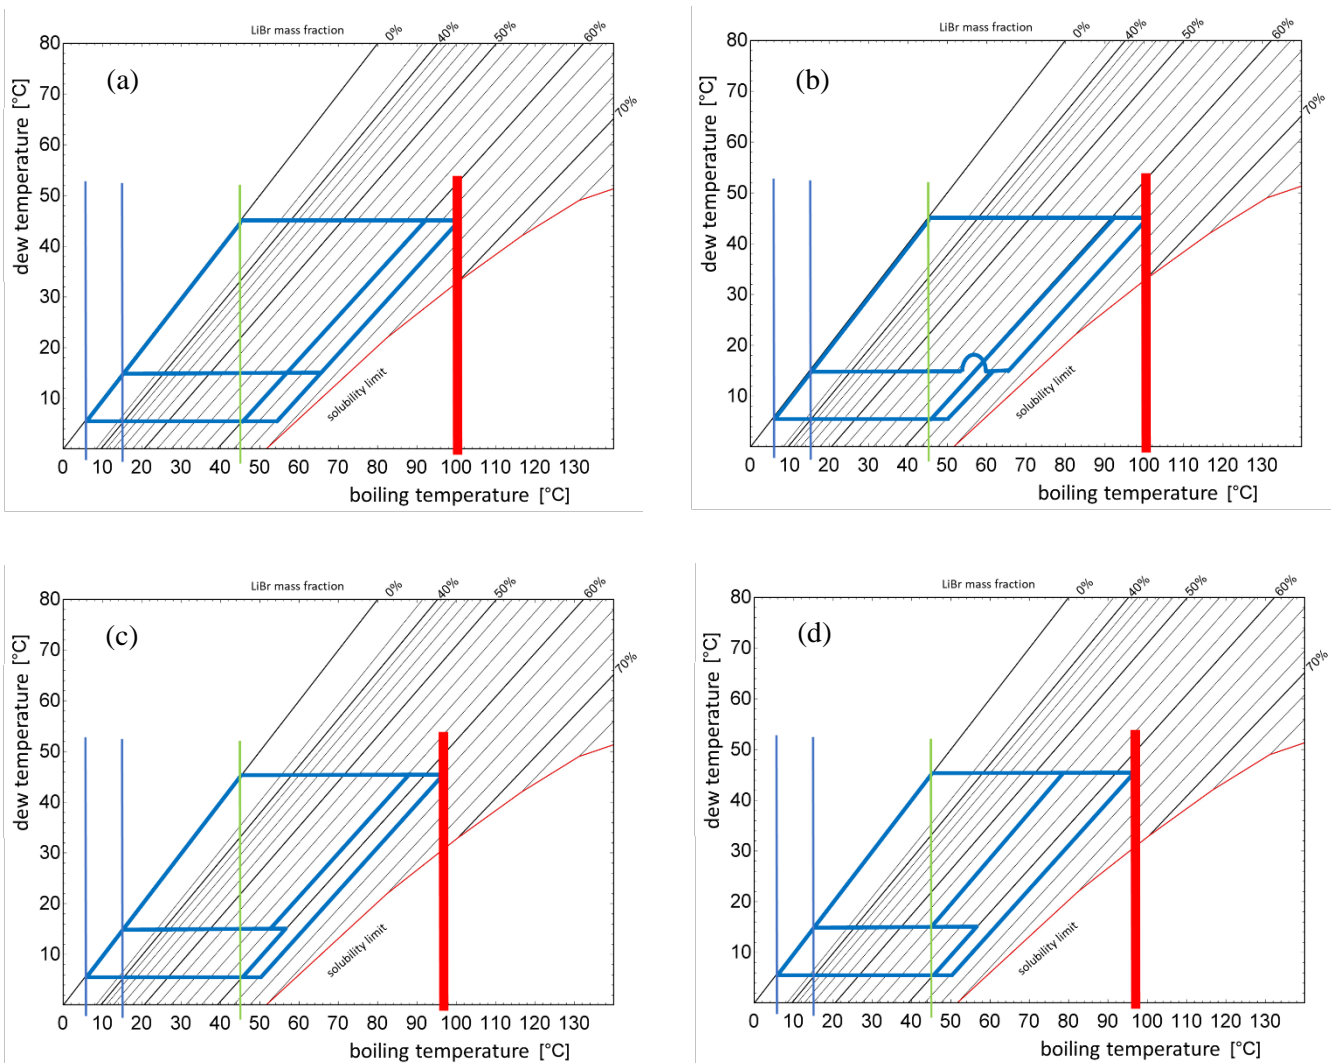 LiBr mass fraction
0% 40% 50% 60%
80
(a)
70
70%
60
50
40
30
20
10
dew temperature [°C]
solubility limit
0 10 20 30 40 50 60 70 80 90 100 110 120 130
boiling temperature [°C]
LiBr mass fraction
0% 40% 50% 60%
80
(b)
70
70%
60
50
40
30
20
10
dew temperature [°C]
solubility limit
0 10 20 30 40 50 60 70 80 90 100 110 120 130
boiling temperature [°C]
LiBr mass fraction
0% 40% 50% 60%
80
(c)
70
70%
60
50
40
30
20
10
dew temperature [°C]
solubility limit
0 10 20 30 40 50 60 70 80 90 100 110 120 130
boiling temperature [°C]
LiBr mass fraction
0% 40% 50% 60%
80
(d)
70
70%
60
50
40
30
20
10
dew temperature [°C]
solubility limit
0 10 20 30 40 50 60 70 80 90 100 110 120 130
boiling temperature [°C]